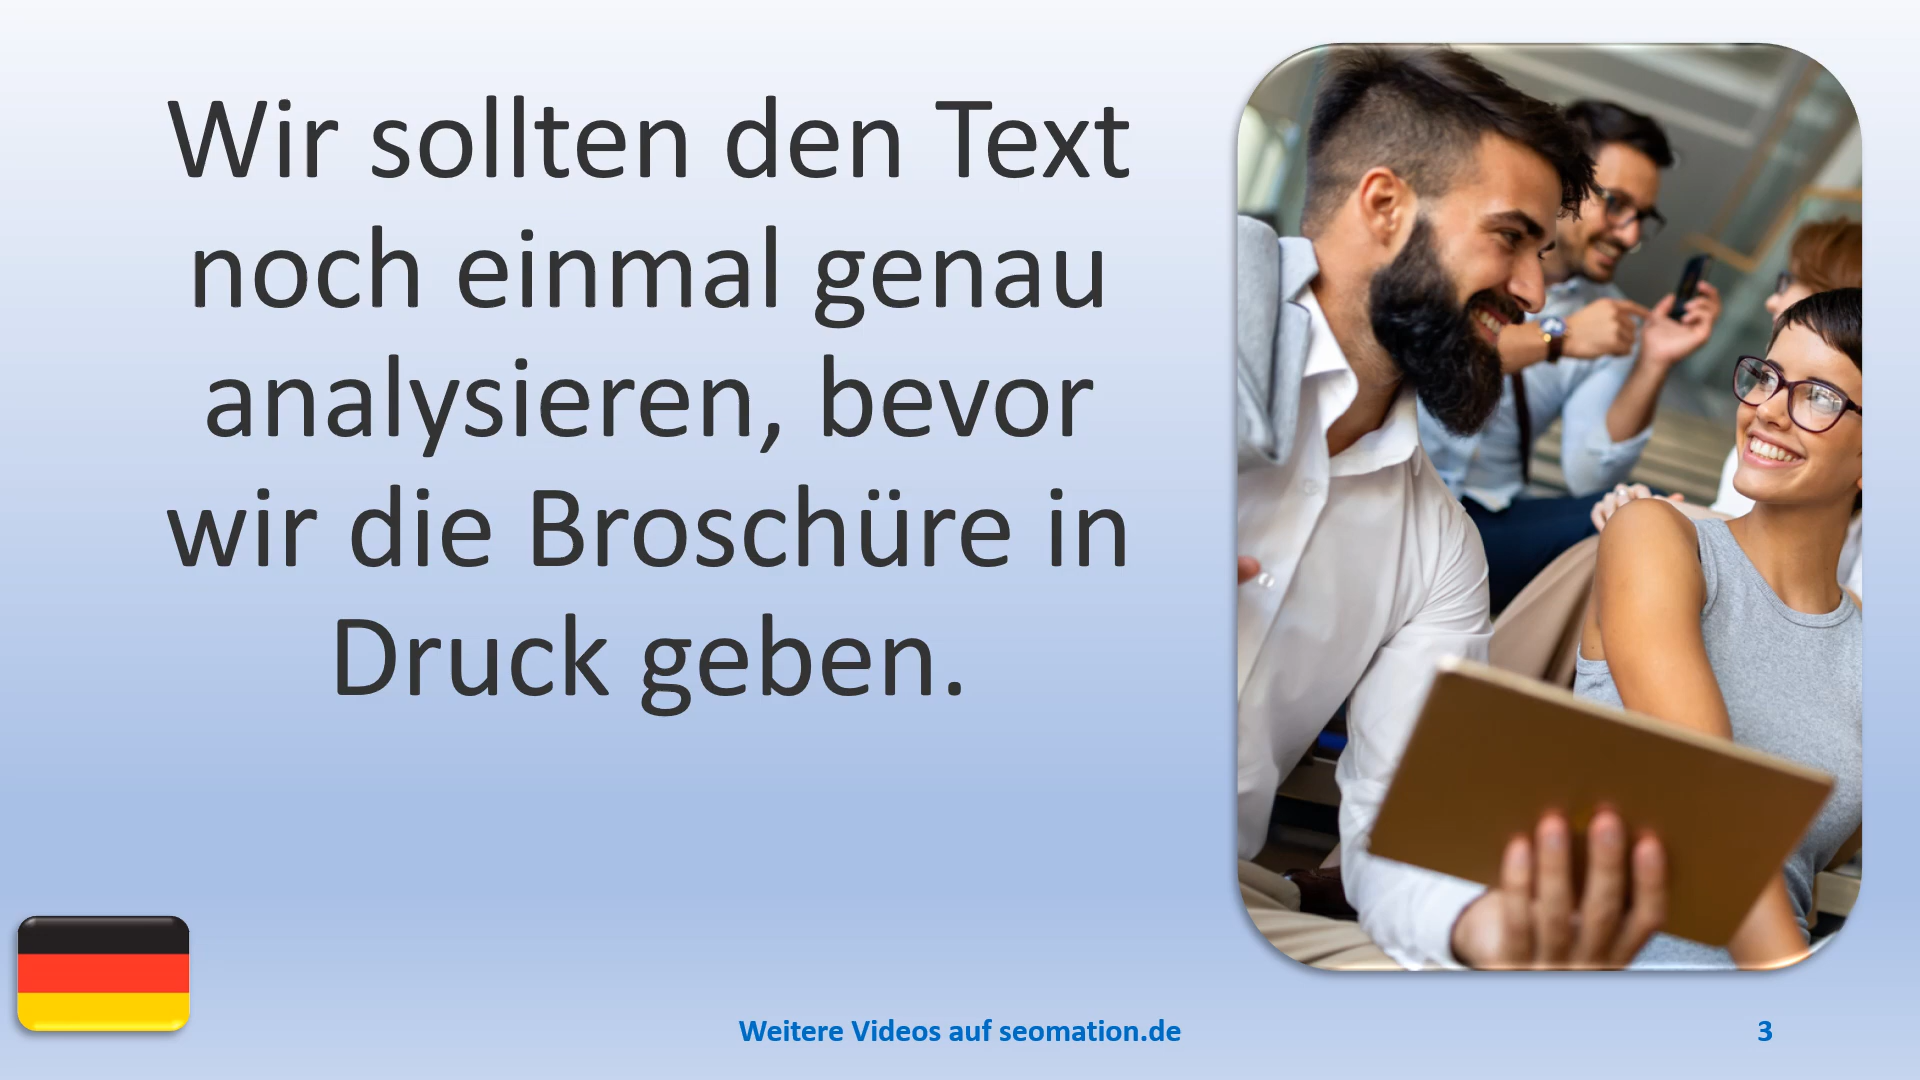 Wir sollten den Text
noch einmal genau
analysieren, bevor
wir die Broschüre in
Druck geben.
Weitere Videos auf seomation.de
3